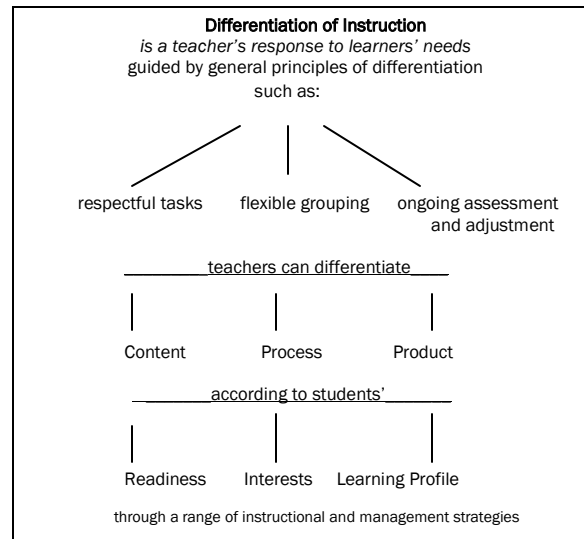 Differentiation of Instruction
is a teacher's response to learners' needs
guided by general principles of differentiation
such as:
respectful tasks flexible grouping ongoing assessment
and adjustment
teachers can differentiate
Content Process Product
according to students'
Readiness Interests Learning Profile
through a range of instructional and management strategies